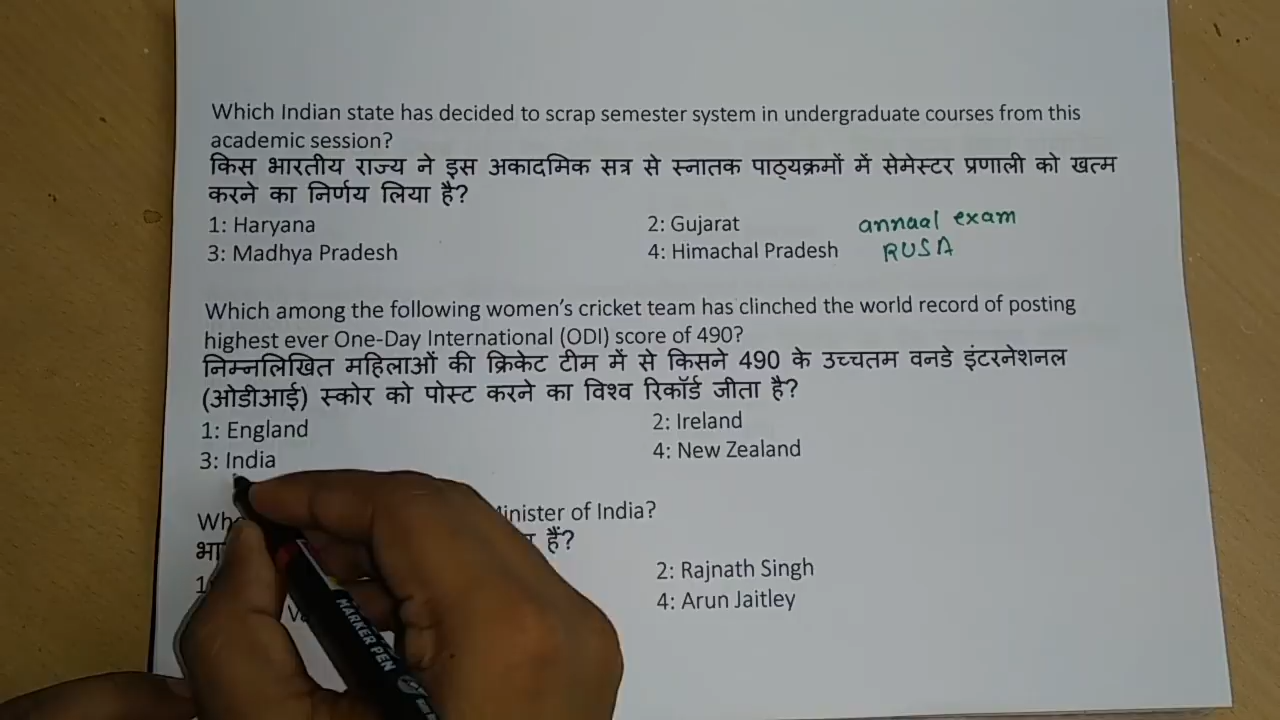 Which Indian state has decided to scrap semester system in undergraduate courses from this
academic session?
किस भारतीय राज्य ने इस अकादमिक सत्र से स्नातक पाठ्यक्रमों में सेमेस्टर प्रणाली को खत्म
करने का निर्णय लिया है?
1: Haryana 2: Gujarat annaal exam
3: Madhya Pradesh 4: Himachal Pradesh RUSA
Which among the following women's cricket team has clinched the world record of posting
highest ever One-Day International (ODI) score of 490?
निम्नलिखित महिलाओं की क्रिकेट टीम में से किसने 490 के उच्चतम वनडे इंटरनेशनल
(ओडीआई) स्कोर को पोस्ट करने का विश्व रिकॉर्ड जीता है?
1: England 2: Ireland
3: India 4: New Zealand
of India?
हैं?
2: Rajnath Singh
4: Arun Jaitley
MARKER PEN